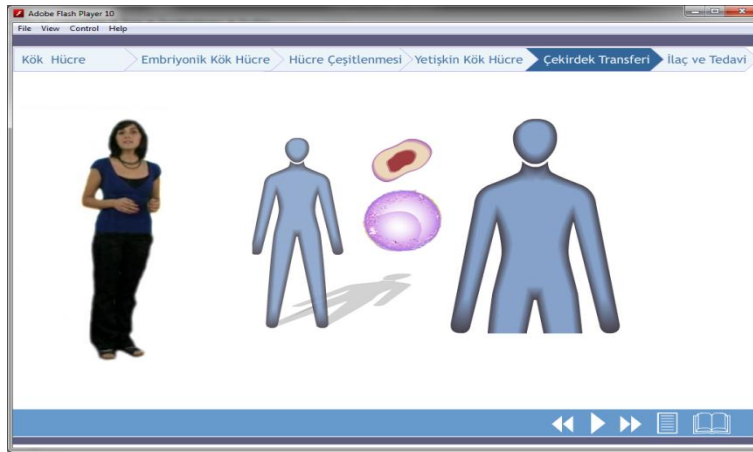 Adobe Flash Player 10
File View Control Help
Kök Hücre Embriyonik Kök Hücre Hücre Çeşitlenmesi Yetişkin Kök Hücre Çekirdek Transferi İlaç ve Tedavi